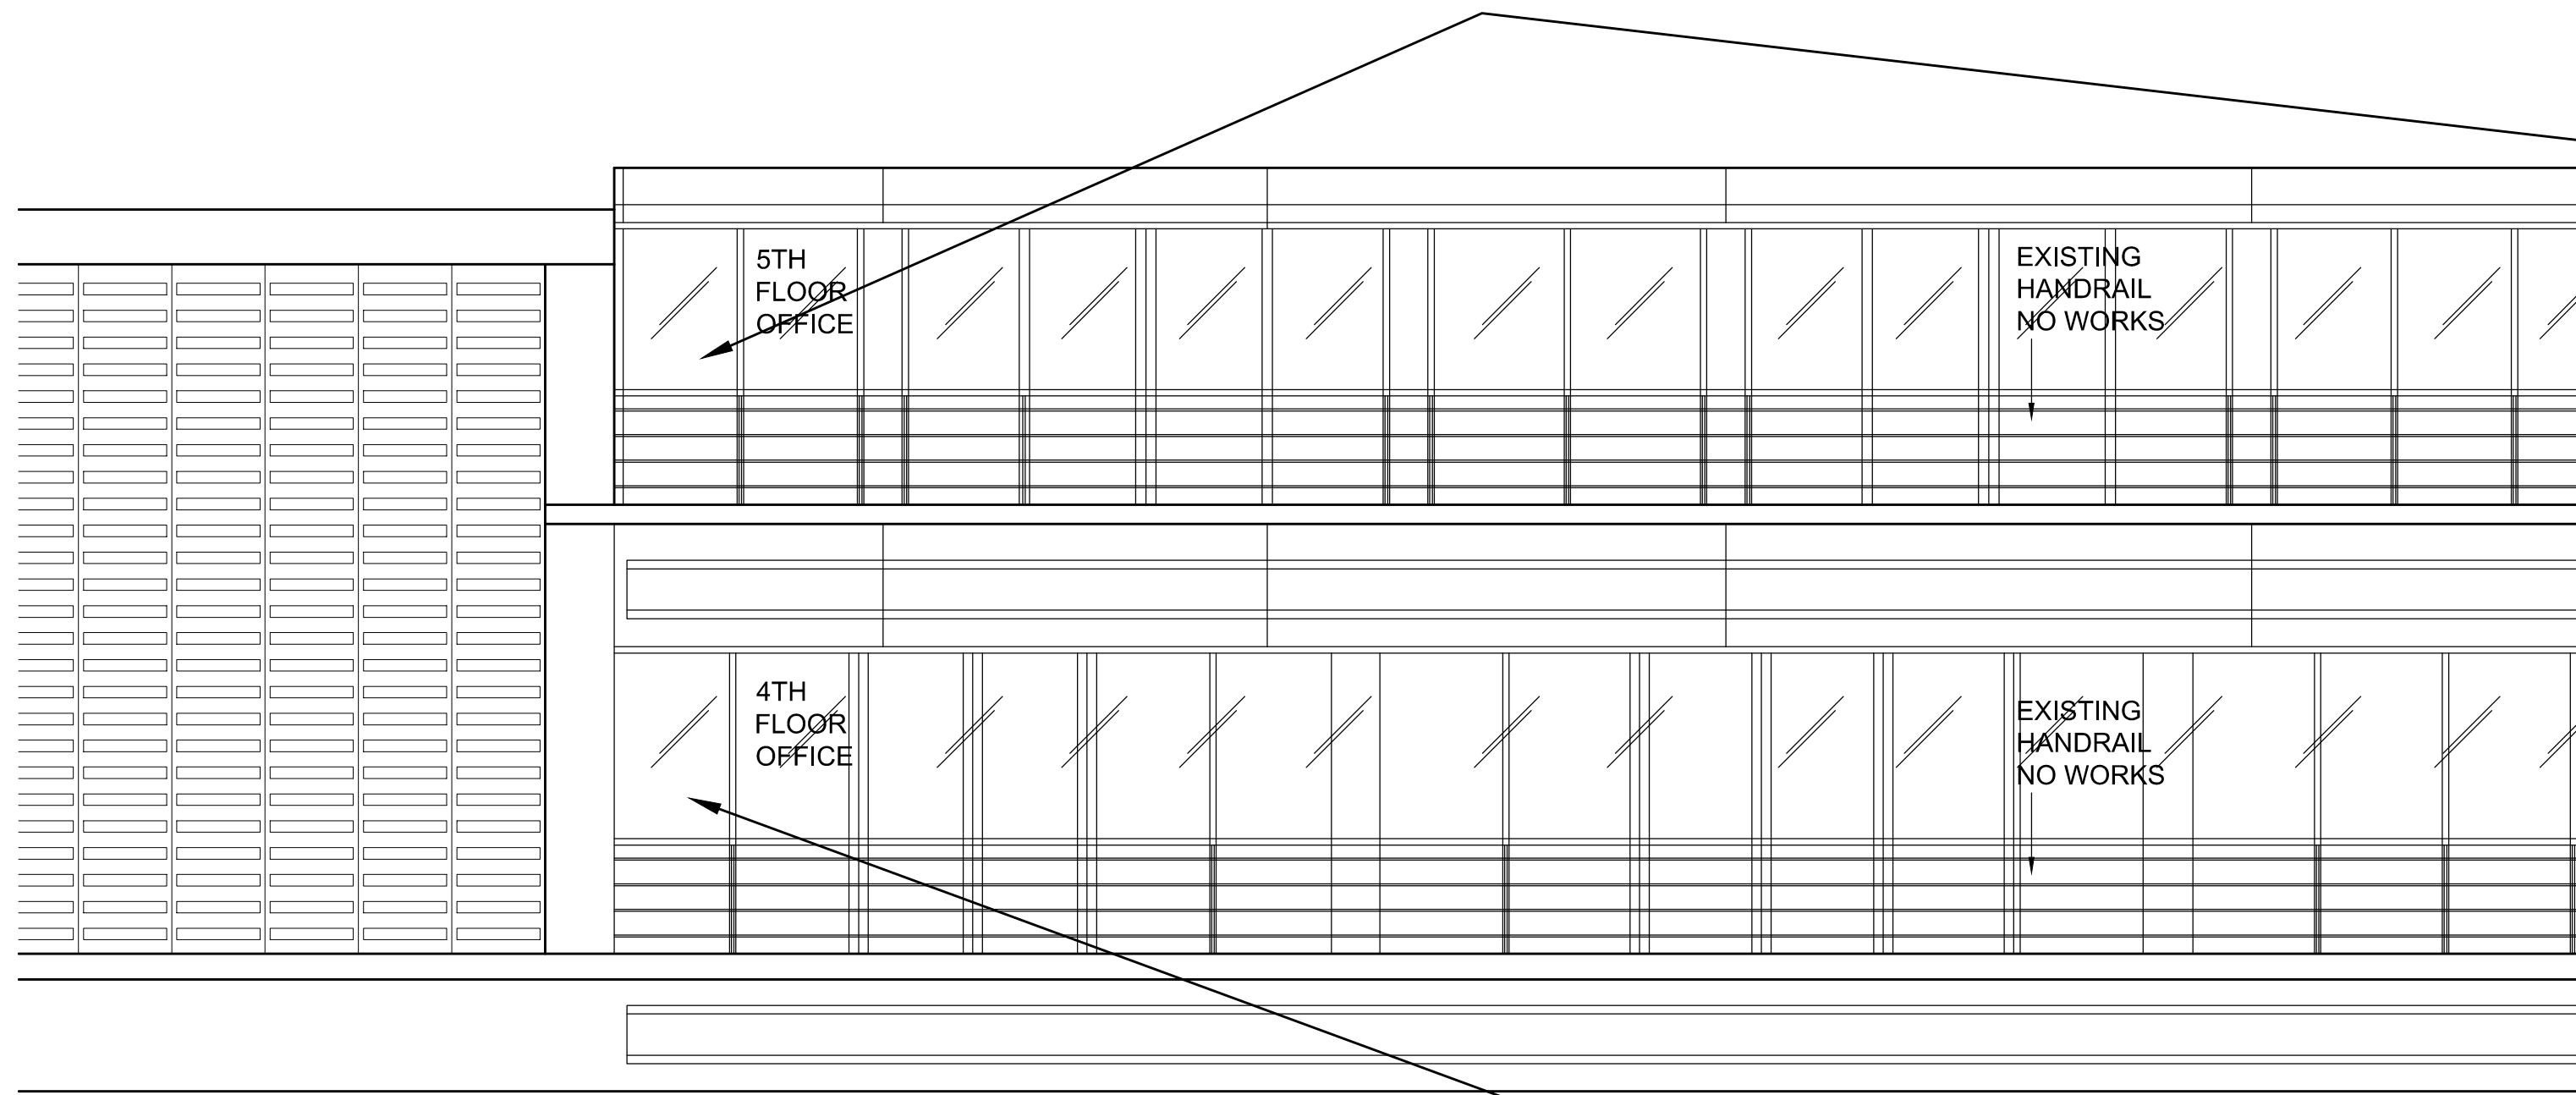 5TH
FLOOR
OFFICE
EXISTING
HANDRAIL
NO WORKS
4TH
FLOOR
OFFICE
EXISTING
HANDRAIL
NO WORKS